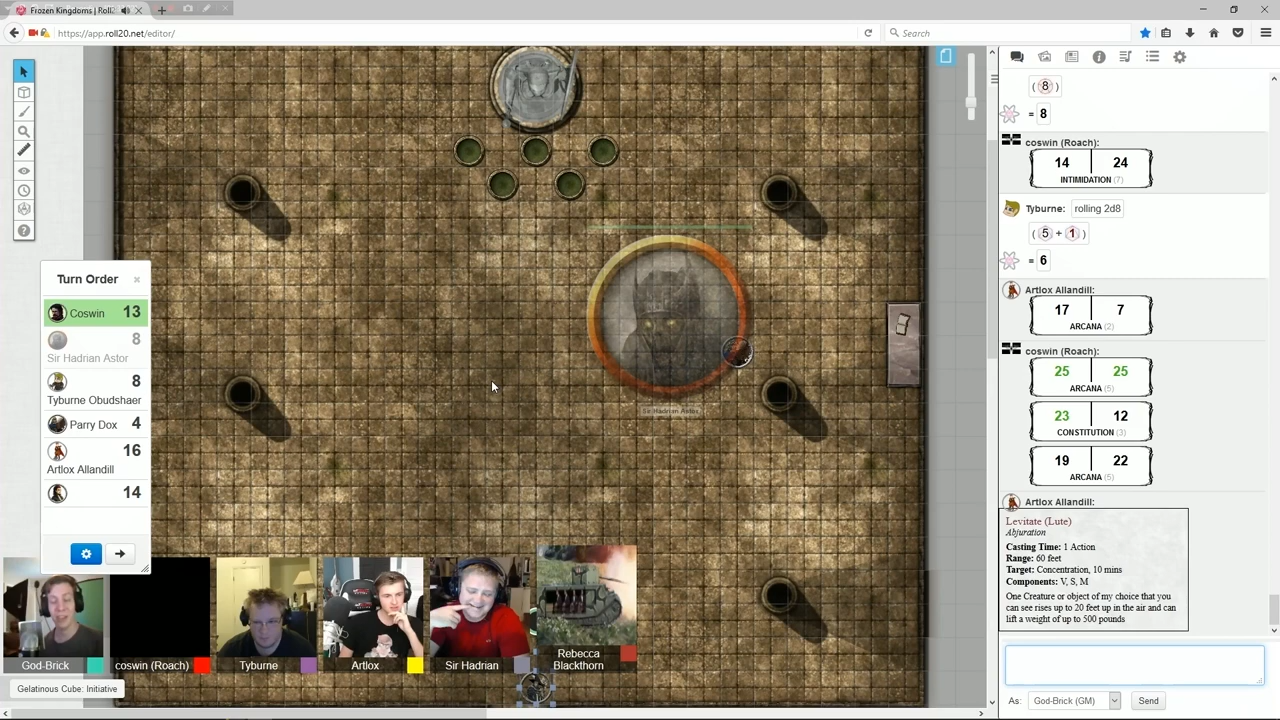 Frozen Kingdoms | Roll2
https://app.roll20.net/editor/
Search
Turn Order
Coswin 13
8
Sir Hadrian Astor
8
Tyburne Obudshaer
Parry Dox 4
16
Artlox Allandill
14
Sir Hadrian Astor
God-Brick
coswin (Roach)
Tyburne
Artlox
Sir Hadrian
Rebecca
Blackthorn
Gelatinous Cube: Initiative
( 8 )
= 8
coswin (Roach):
14 24
INTIMIDATION (7)
Tyburne: rolling 2d8
( 5 + 1 )
= 6
Artlox Allandill:
17 7
ARCANA (2)
coswin (Roach):
25 25
ARCANA (5)
23 12
CONSTITUTION (3)
19 22
ARCANA (5)
Artlox Allandill:
Levitate (Lute)
Abjuration
Casting Time: 1 Action
Range: 60 feet
Target: Concentration, 10 mins
Components: V, S, M
One Creature or object of my choice that you
can see rises up to 20 feet up in the air and can
lift a weight of up to 500 pounds
As: God-Brick (GM) Send